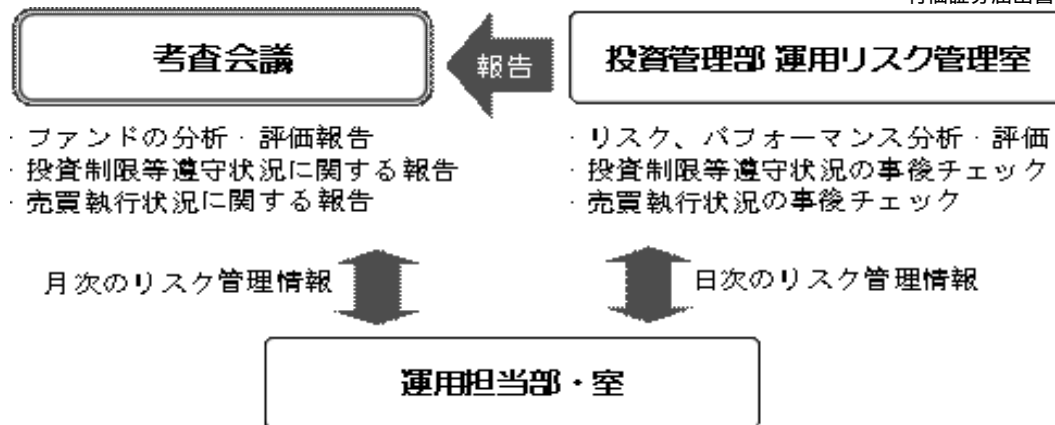 考査会議
報告
投資管理部 運用リスク管理室
・ファンドの分析・評価報告
・投資制限等遵守状況に関する報告
・売買執行状況に関する報告
・リスク、パフォーマンス分析・評価
・投資制限等遵守状況の事後チェック
・売買執行状況の事後チェック
月次のリスク管理情報
日次のリスク管理情報
運用担当部・室